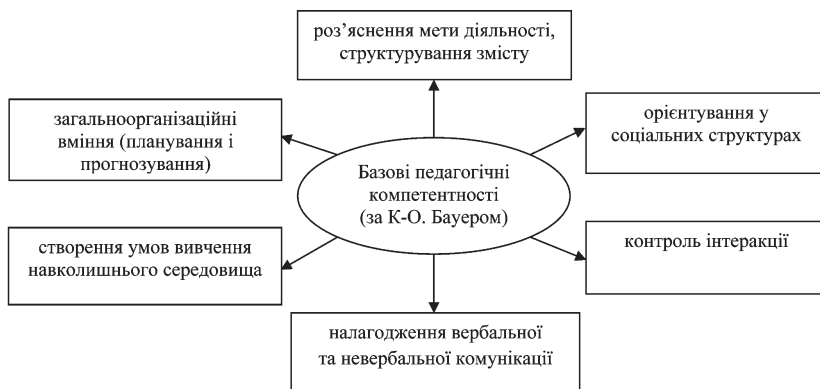 роз’яснення мети діяльності,
структурування змісту
загальноорганізаційні
вміння (планування і
прогнозування)
орієнтування у
соціальних структурах
Базові педагогічні
компетентності
(за К-О. Бауером)
створення умов вивчення
навколишнього середовища
контроль інтеракції
налагодження вербальної
та невербальної комунікації